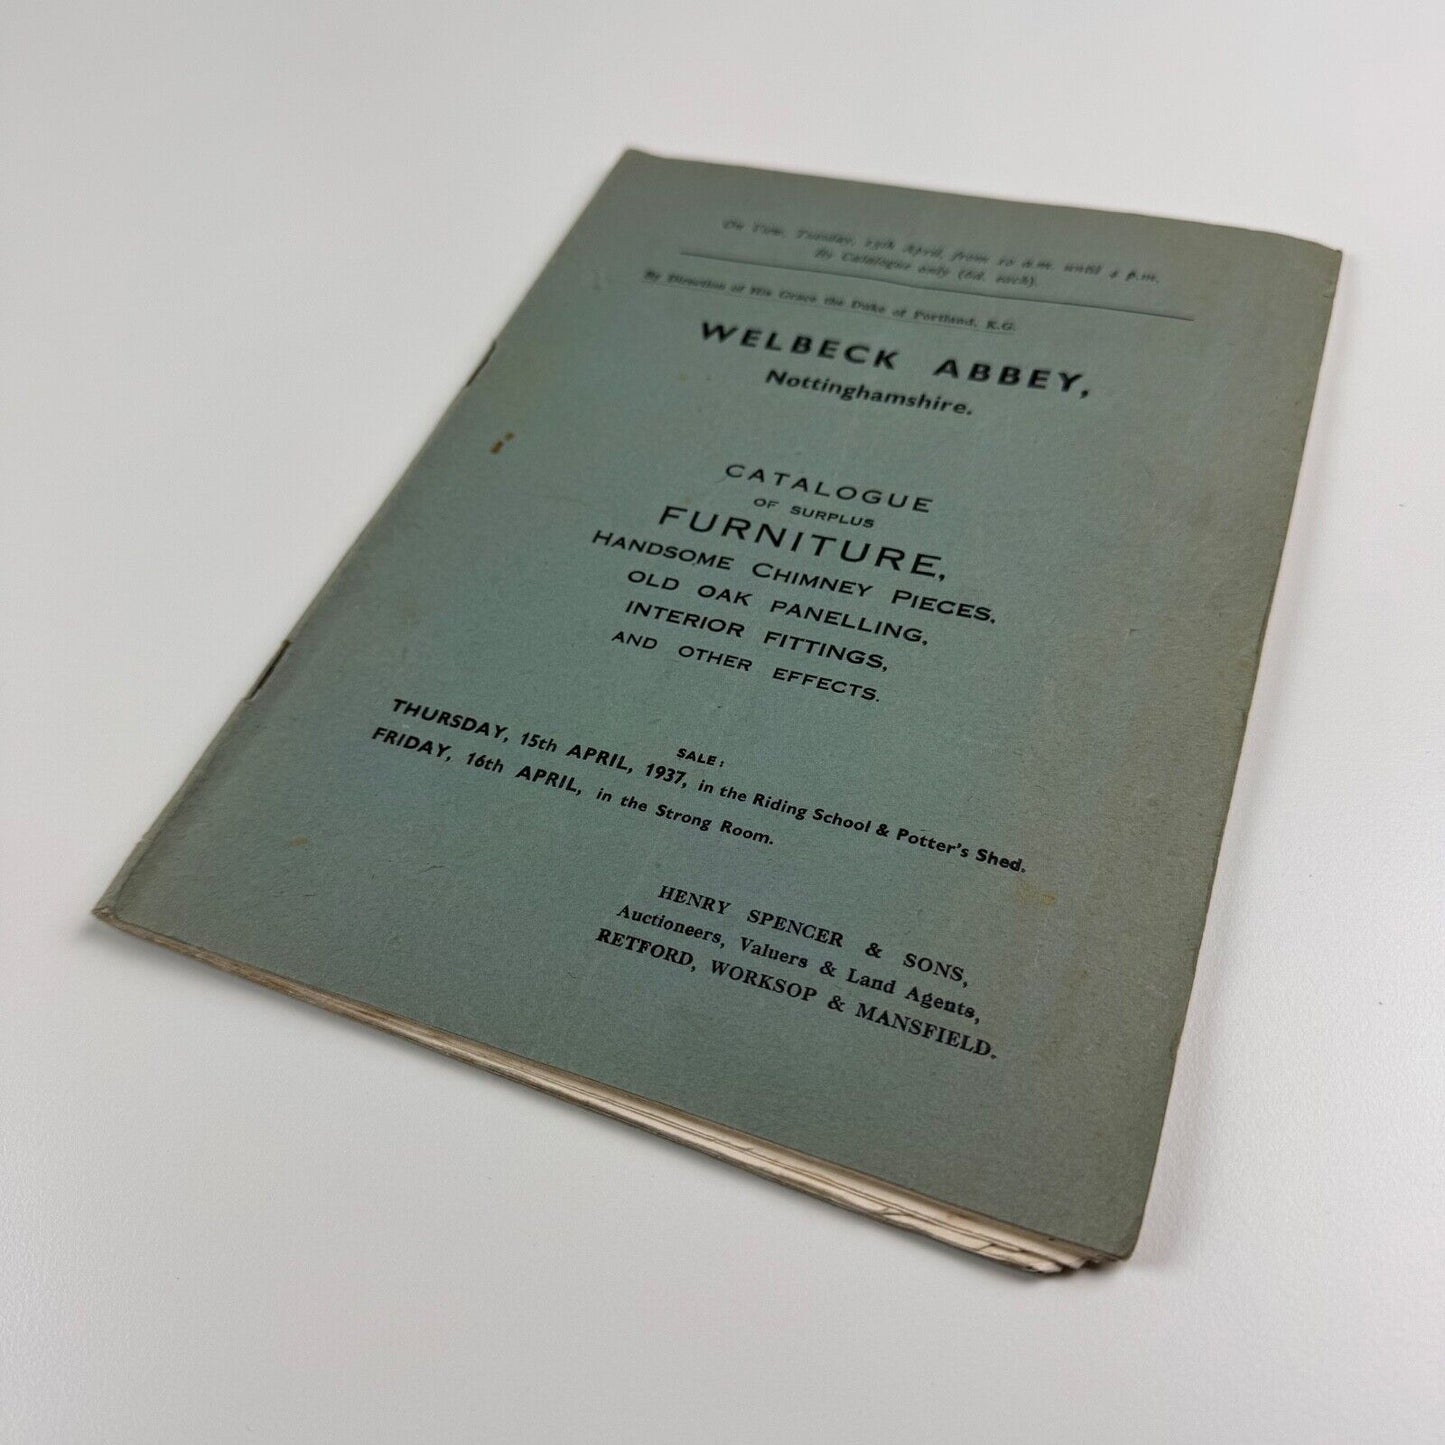 On View, Tuesday, 13th April, from 10 a.m. until 4 p.m.
By Catalogue only (6d. each).
By Direction of His Grace the Duke of Portland, K.G.
WELBECK ABBEY,
Nottinghamshire.
CATALOGUE
OF SURPLUS
FURNITURE,
HANDSOME CHIMNEY PIECES,
OLD OAK PANELLING,
INTERIOR FITTINGS,
AND OTHER EFFECTS.
SALE:
THURSDAY, 15th APRIL, 1937, in the Riding School & Potter's Shed.
FRIDAY, 16th APRIL, in the Strong Room.
HENRY SPENCER & SONS,
Auctioneers, Valuers & Land Agents,
RETFORD, WORKSOP & MANSFIELD.